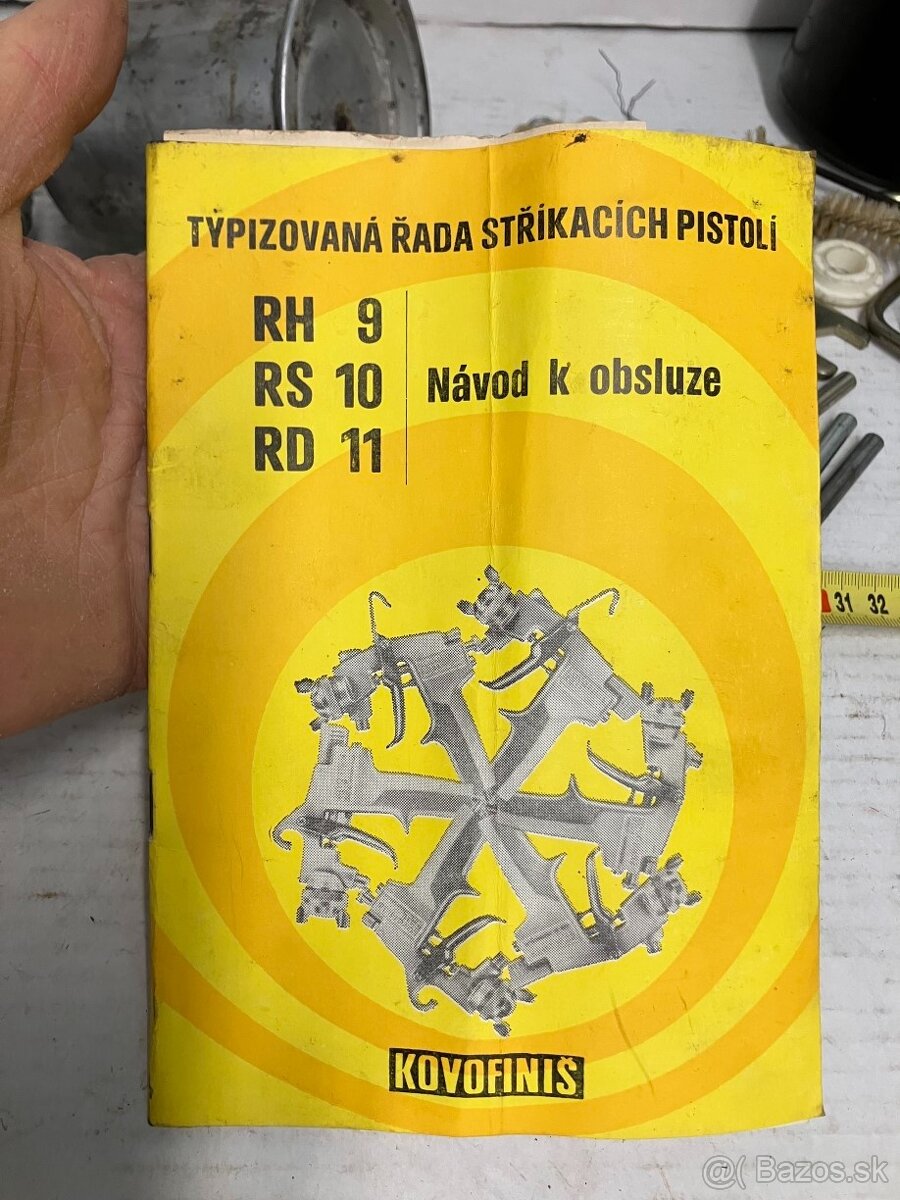 TYPIZOVANÁ ŘADA STŘÍKACÍCH PISTOLÍ
RH 9
RS 10
RD 11
Návod k obsluze
31 32
KOVOFINIŠ
@( Bazos.sk